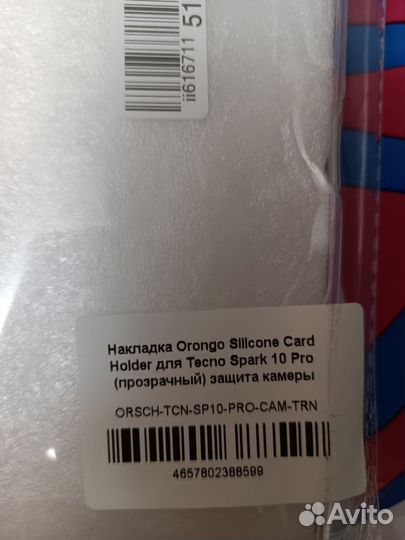 ii616711 51
Накладка Orongo Silicone Card
Holder для Tecno Spark 10 Pro
(прозрачный) защита камеры
ORSCH-TCN-SP10-PRO-CAM-TRN
4657802388599
Avito